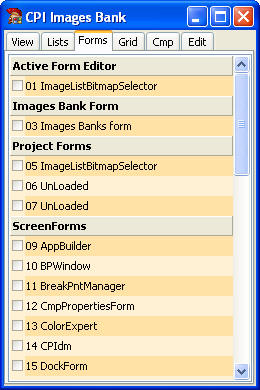 CPI Images Bank
View Lists Forms Grid Cmp Edit
Active Form Editor
01 ImageListBitmapSelector
Images Bank Form
03 Images Banks form
Project Forms
05 ImageListBitmapSelector
06 UnLoaded
07 UnLoaded
ScreenForms
09 AppBuilder
10 BPWindow
11 BreakPntManager
12 CmpPropertiesForm
13 ColorExpert
14 CPIdm
15 DockForm